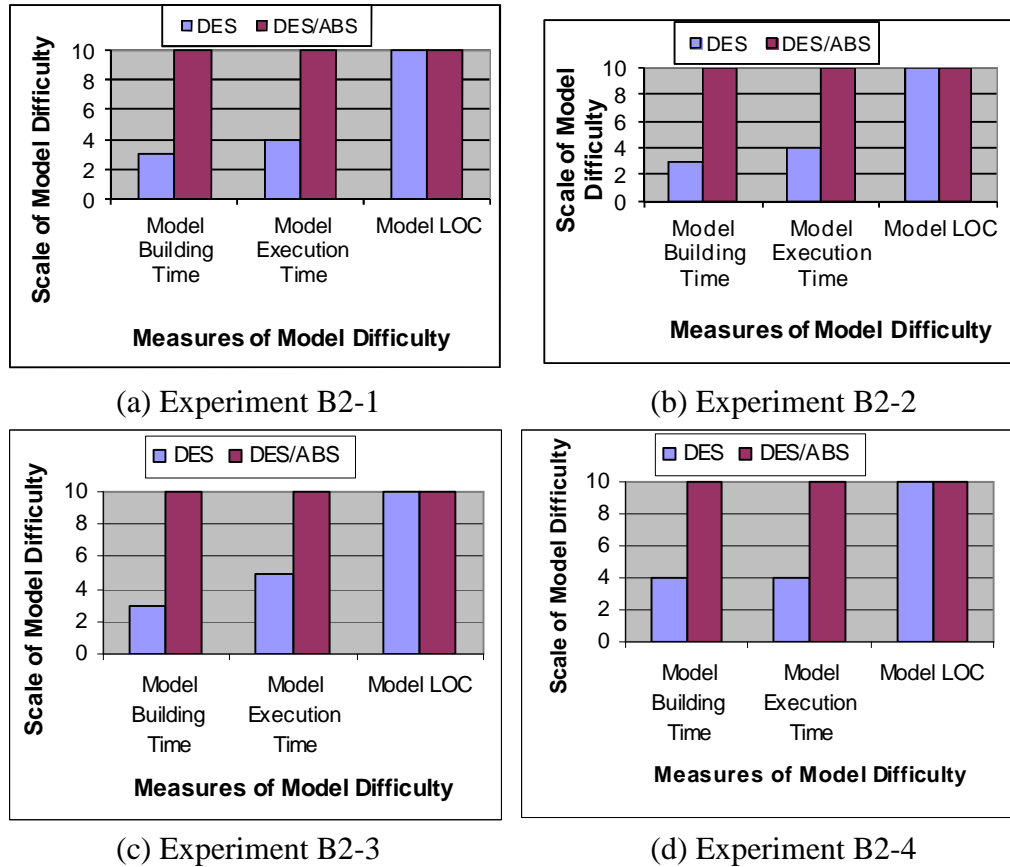 DES DES/ABS
Scale of Model Difficulty
10
8
6
4
2
0
Model Building Time
Model Execution Time
Model LOC
Measures of Model Difficulty
(a) Experiment B2-1
DES DES/ABS
Scale of Model
Difficulty
10
8
6
4
2
0
Model Building Time
Model Execution Time
Model LOC
Measures of Model Difficulty
(b) Experiment B2-2
DES DES/ABS
Scale of Model Difficulty
10
8
6
4
2
0
Model Building Time
Model Execution Time
Model LOC
Measures of Model Difficulty
(c) Experiment B2-3
DES DES/ABS
Scale of Model Difficulty
10
8
6
4
2
0
Model Building Time
Model Execution Time
Model LOC
Measures of Model Difficulty
(d) Experiment B2-4